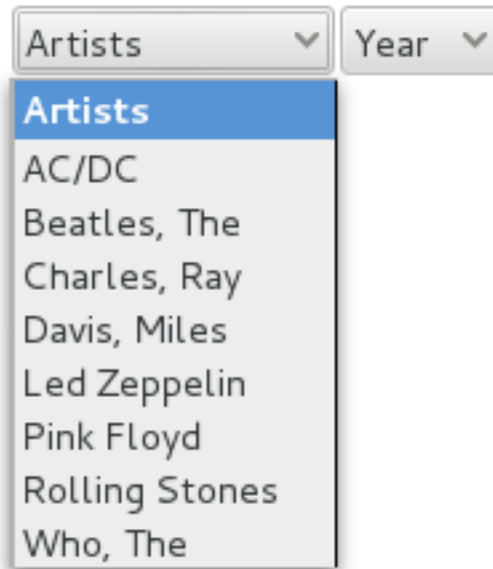 Artists Year
Artists
AC/DC
Beatles, The
Charles, Ray
Davis, Miles
Led Zeppelin
Pink Floyd
Rolling Stones
Who, The